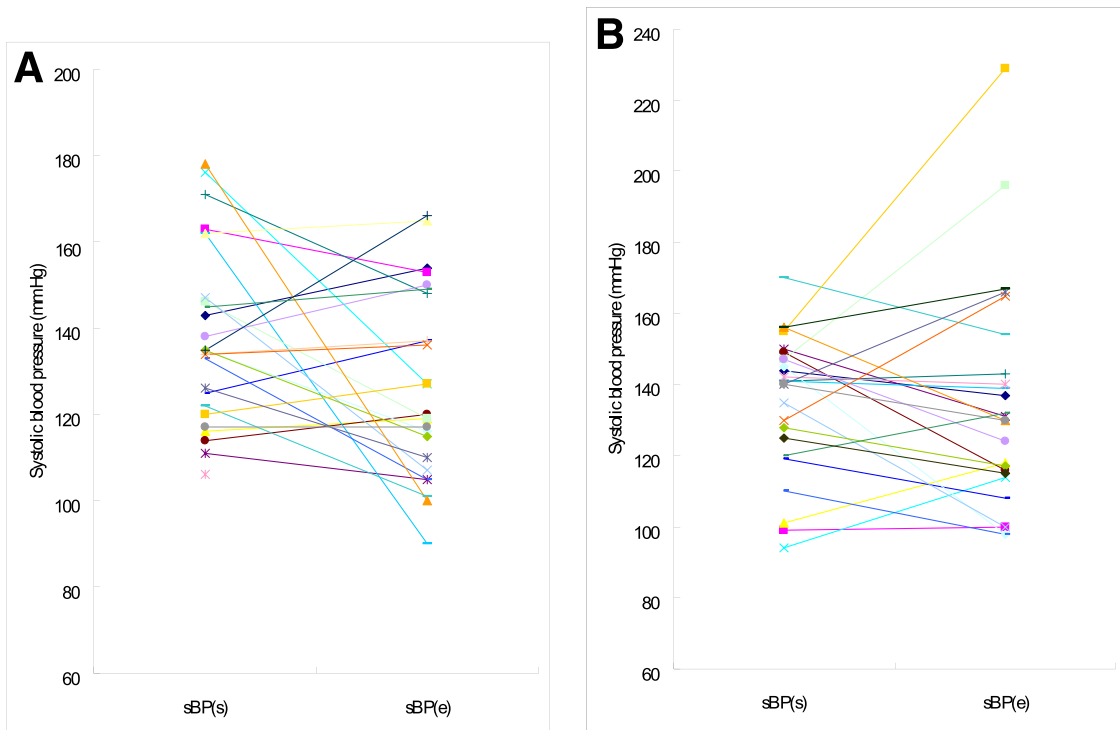 A
Systolic blood pressure (mmHg)
200
180
160
140
120
100
80
60
sBP(s)
sBP(e)
B
Systolic blood pressure (mmHg)
240
220
200
180
160
140
120
100
80
60
sBP(s)
sBP(e)